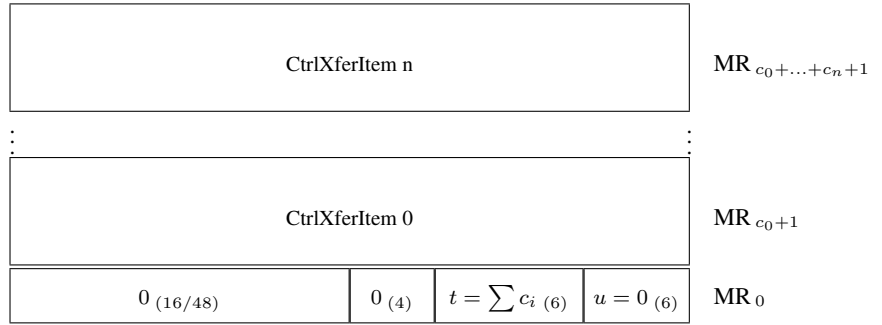 CtrlXferItem n MR c₀+...+cₙ+1
⋮ ⋮
CtrlXferItem 0 MR c₀+1
0 (16/48) 0 (4) t = ∑ cᵢ (6) u = 0 (6) MR 0